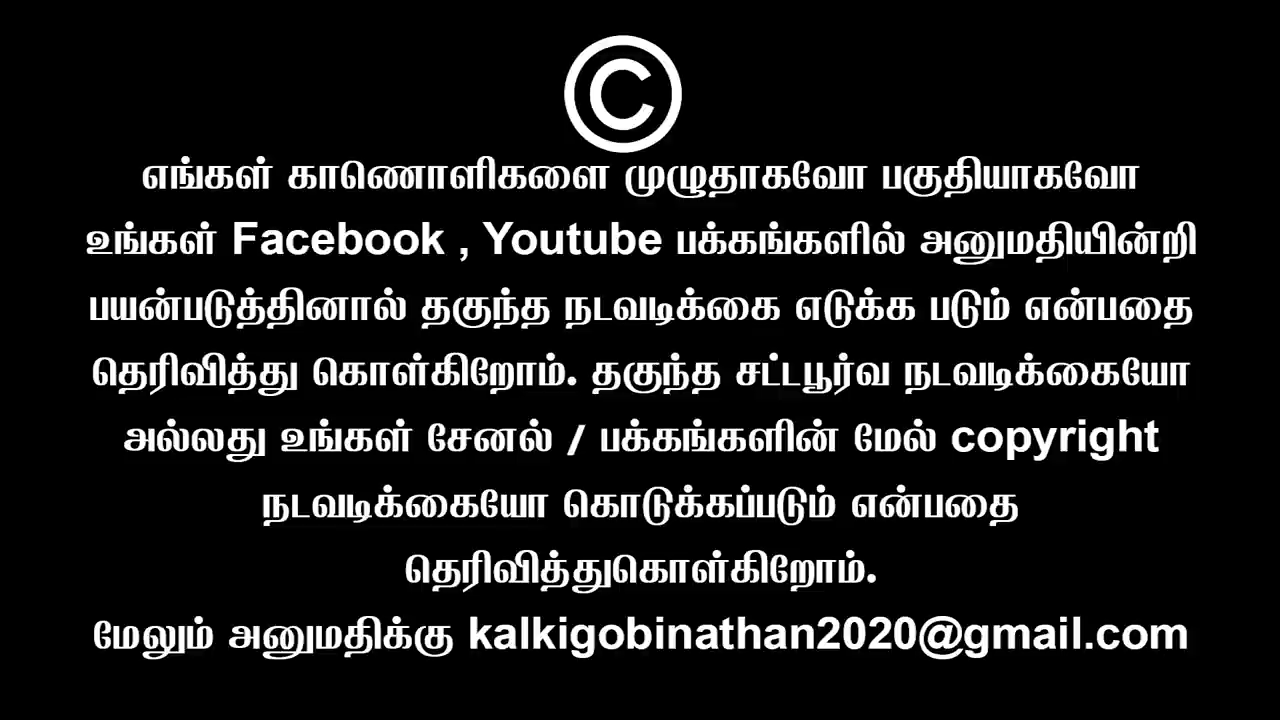 ©
எங்கள் காணொளிகளை முழுதாகவோ பகுதியாகவோ
உங்கள் Facebook , Youtube பக்கங்களில் அனுமதியின்றி
பயன்படுத்தினால் தகுந்த நடவடிக்கை எடுக்க படும் என்பதை
தெரிவித்து கொள்கிறோம். தகுந்த சட்டபூர்வ நடவடிக்கையோ
அல்லது உங்கள் சேனல் / பக்கங்களின் மேல் copyright
நடவடிக்கையோ கொடுக்கப்படும் என்பதை
தெரிவித்துகொள்கிறோம்.
மேலும் அனுமதிக்கு kalkigobinathan2020@gmail.com